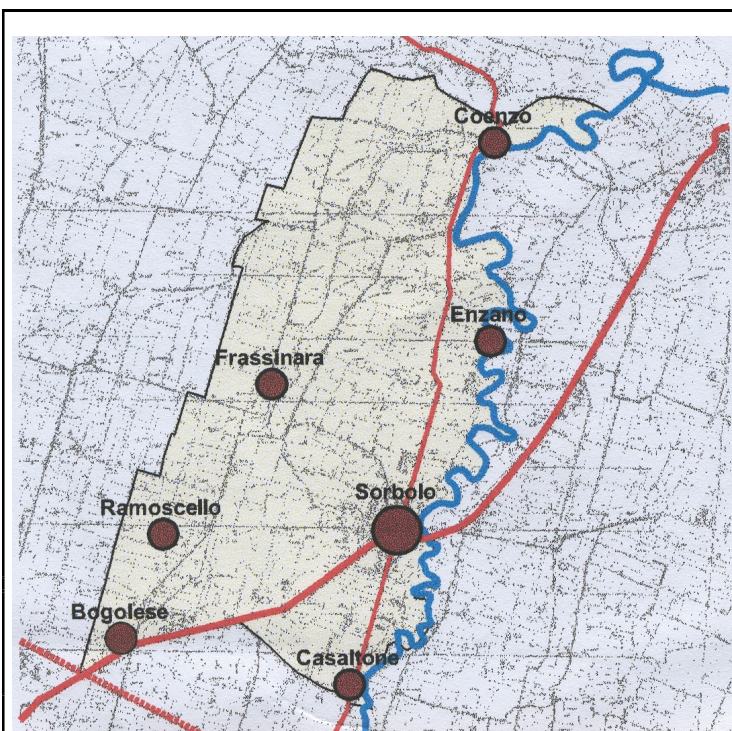 Coenzo
Enzano
Frassinara
Sorbolo
Ramoscello
Bogolese
Casaltone